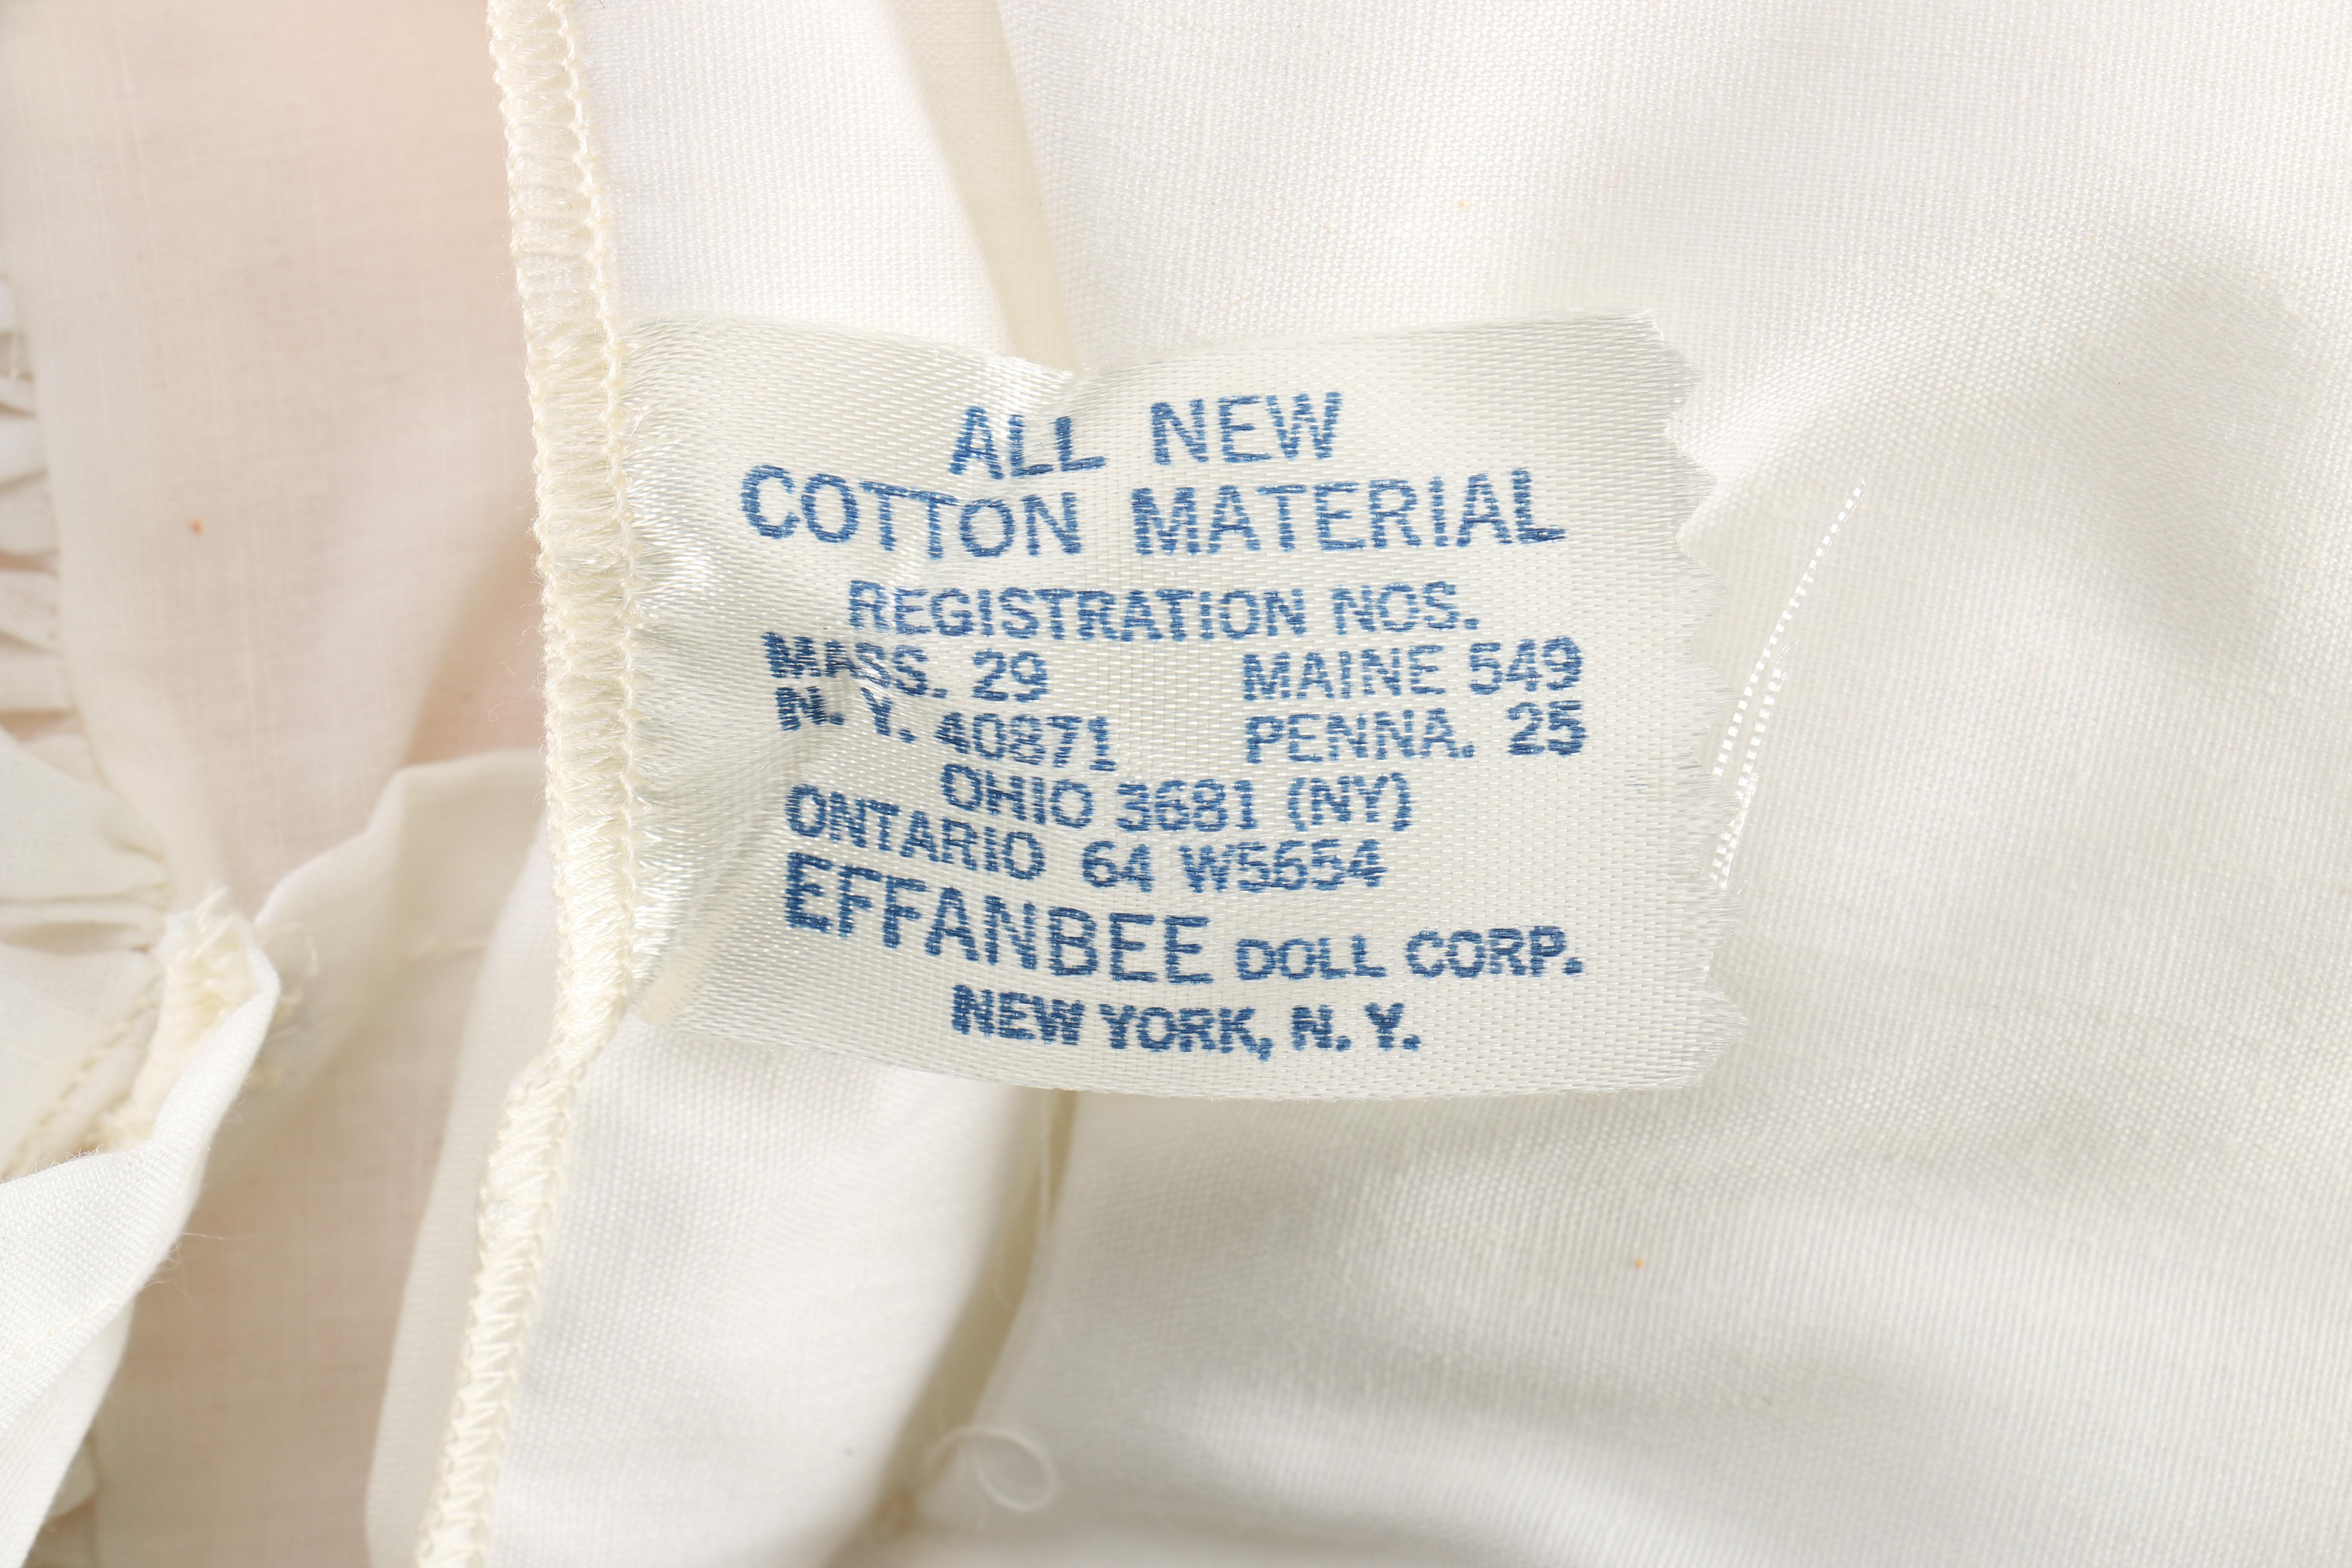 ALL NEW
COTTON MATERIAL
REGISTRATION NOS.
MASS. 29 MAINE 549
N. Y. 40871 PENNA. 25
OHIO 3681 (NY)
ONTARIO 64 W5654
EFFANBEE DOLL CORP.
NEW YORK, N. Y.